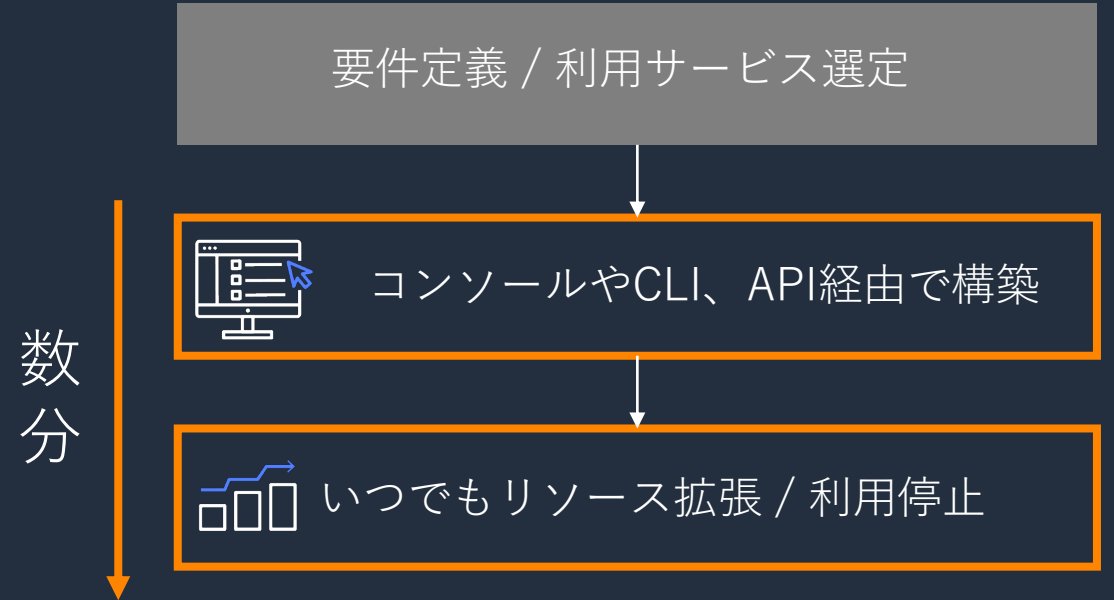 要件定義 / 利用サービス選定
コンソールやCLI、API経由で構築
数分
いつでもリソース拡張 / 利用停止